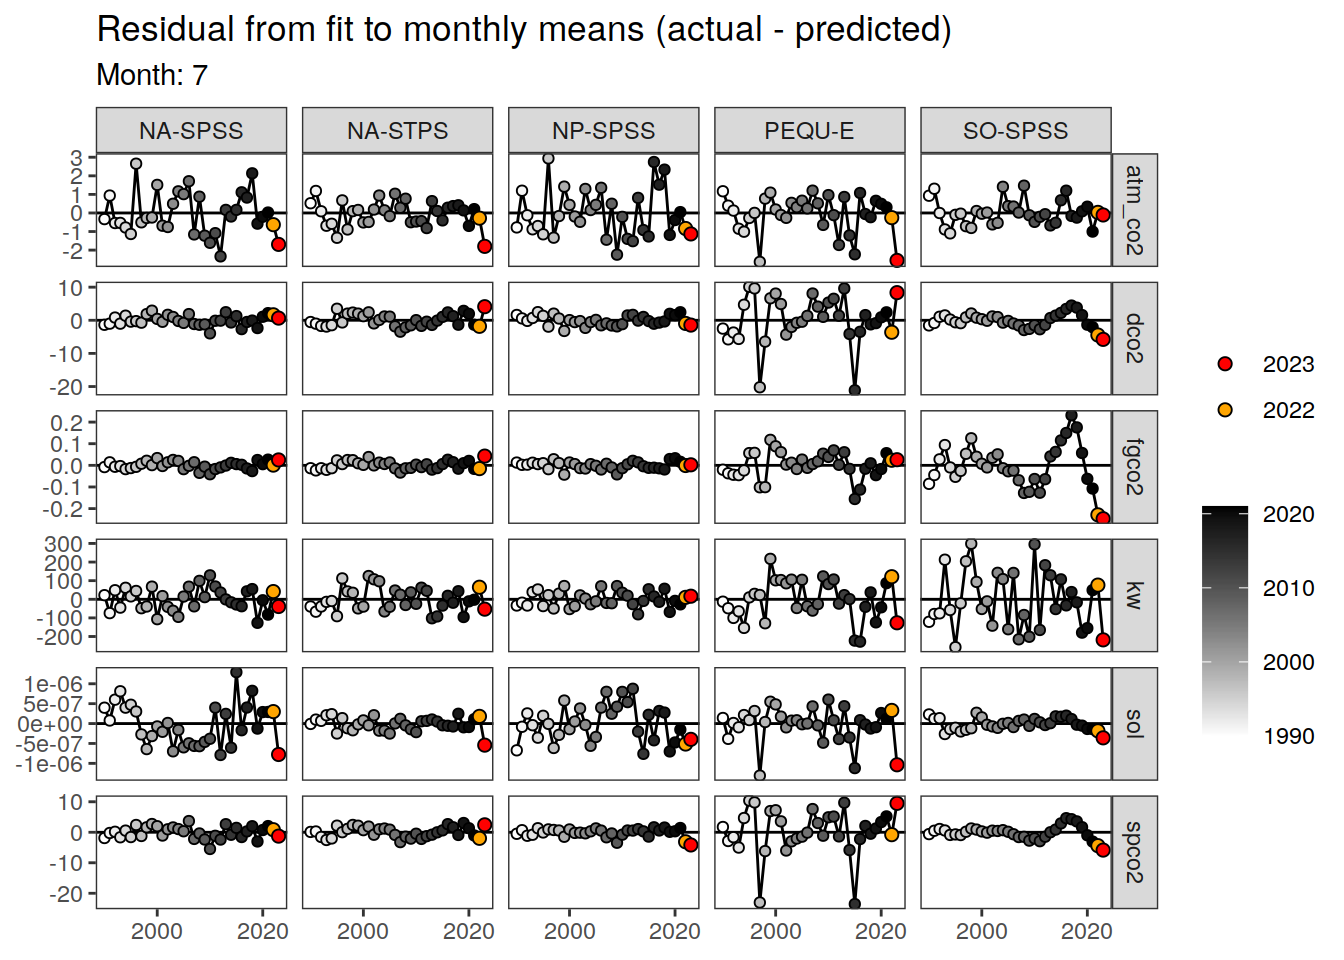 Residual from fit to monthly means (actual - predicted)
Month: 7
NA-SPSS NA-STPS NP-SPSS PEQU-E SO-SPSS
3
2
1
0
-1
-2
atm_co2
10
0
-10
-20
dco2
0.2
0.1
0.0
-0.1
-0.2
fgco2
300
200
100
0
-100
-200
kw
1e-06
5e-07
0e+00
-5e-07
-1e-06
sol
10
0
-10
-20
spco2
2000 2020 2000 2020 2000 2020 2000 2020 2000 2020
2023
2022
2020
2010
2000
1990